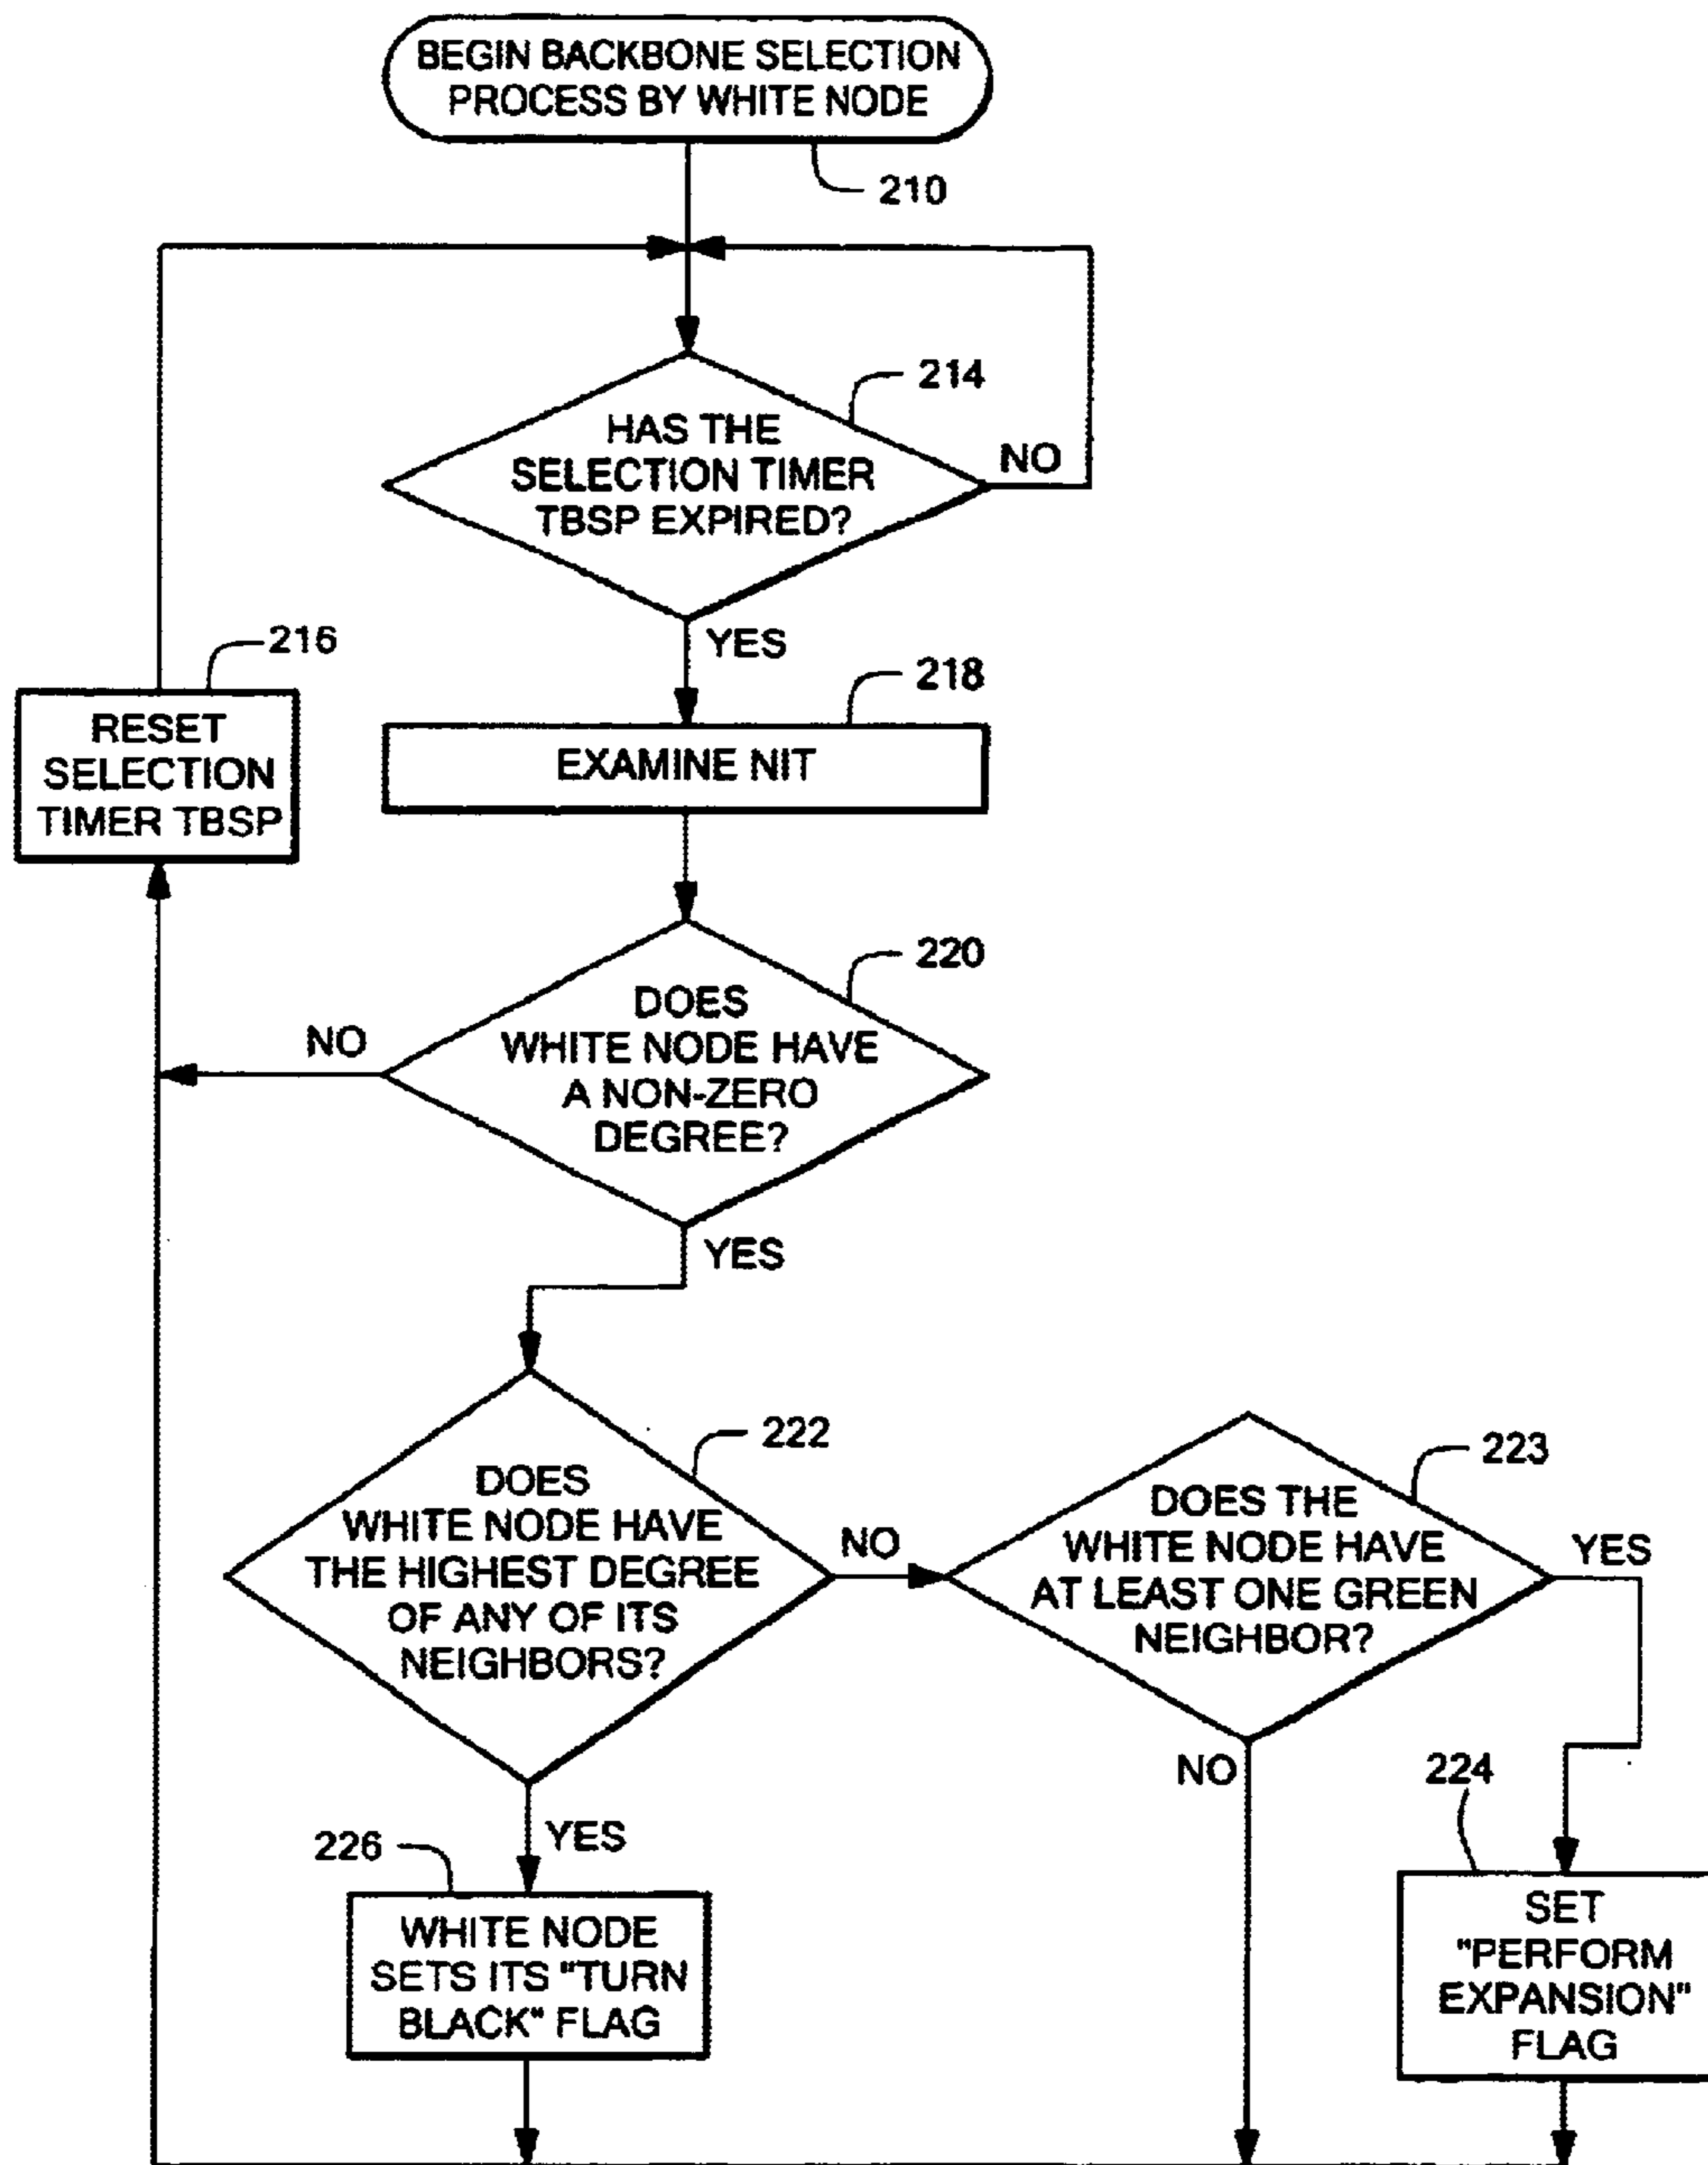 BEGIN BACKBONE SELECTION
PROCESS BY WHITE NODE
210
214
HAS THE
SELECTION TIMER
TBSP EXPIRED?
NO
YES
216
RESET
SELECTION
TIMER TBSP
218
EXAMINE NIT
220
DOES
WHITE NODE HAVE
A NON-ZERO
DEGREE?
NO
YES
222
DOES
WHITE NODE HAVE
THE HIGHEST DEGREE
OF ANY OF ITS
NEIGHBORS?
NO
YES
223
DOES THE
WHITE NODE HAVE
AT LEAST ONE GREEN
NEIGHBOR?
YES
NO
226
WHITE NODE
SETS ITS "TURN
BLACK" FLAG
224
SET
"PERFORM
EXPANSION"
FLAG